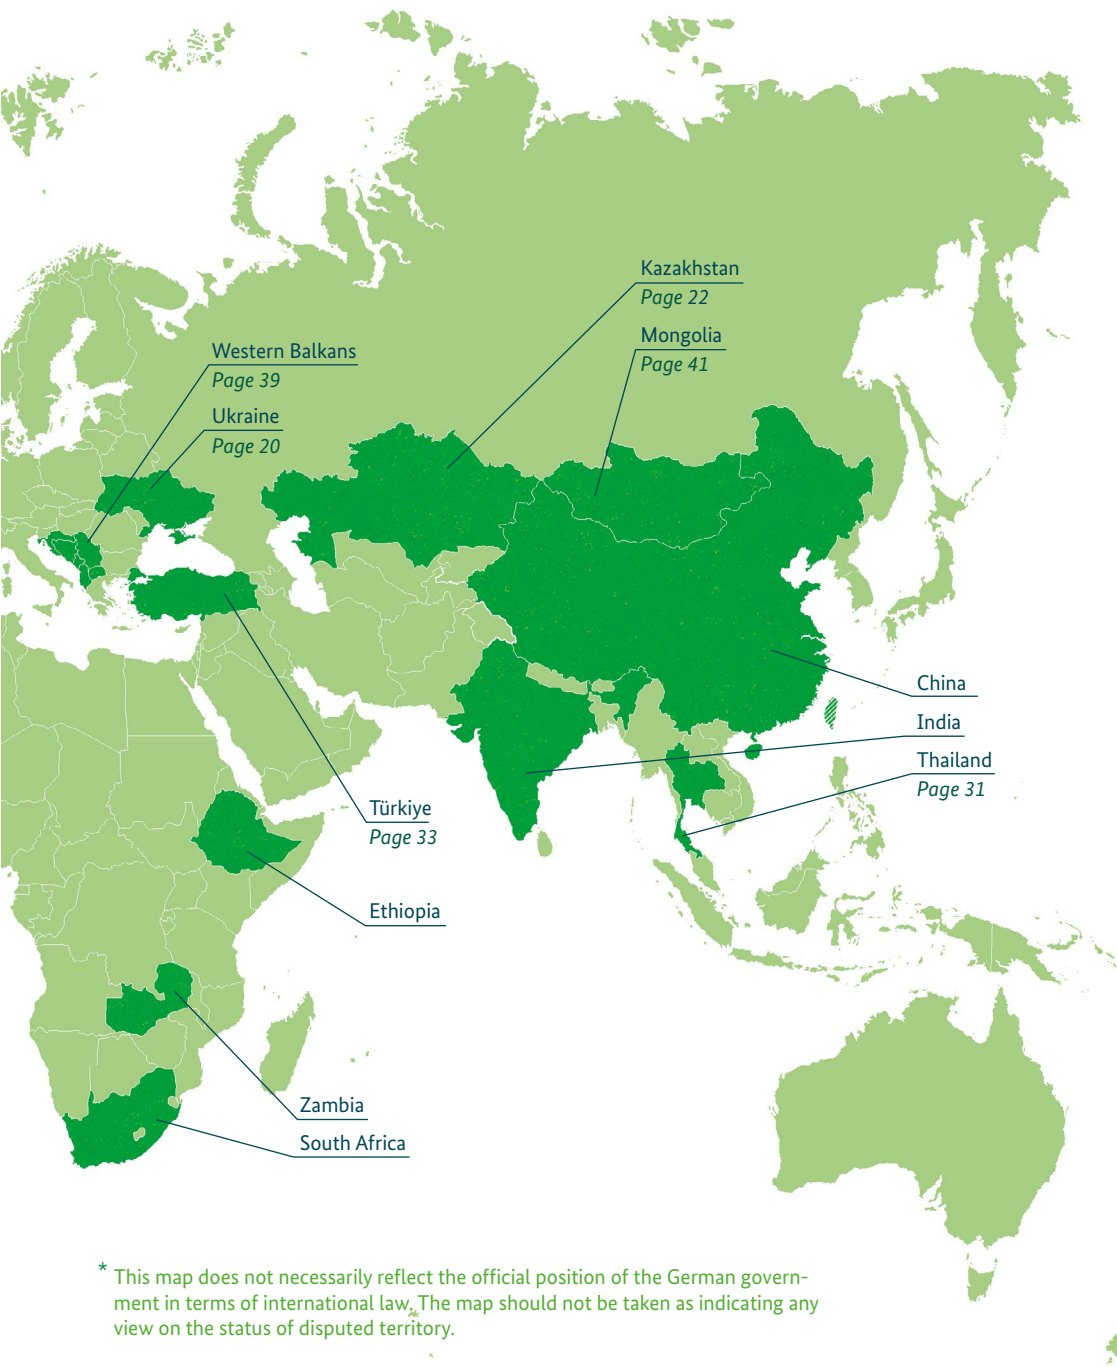 Kazakhstan
Page 22
Mongolia
Page 41
Western Balkans
Page 39
Ukraine
Page 20
China
India
Thailand
Page 31
Türkiye
Page 33
Ethiopia
Zambia
South Africa
* This map does not necessarily reflect the official position of the German govern-
ment in terms of international law. The map should not be taken as indicating any
view on the status of disputed territory.